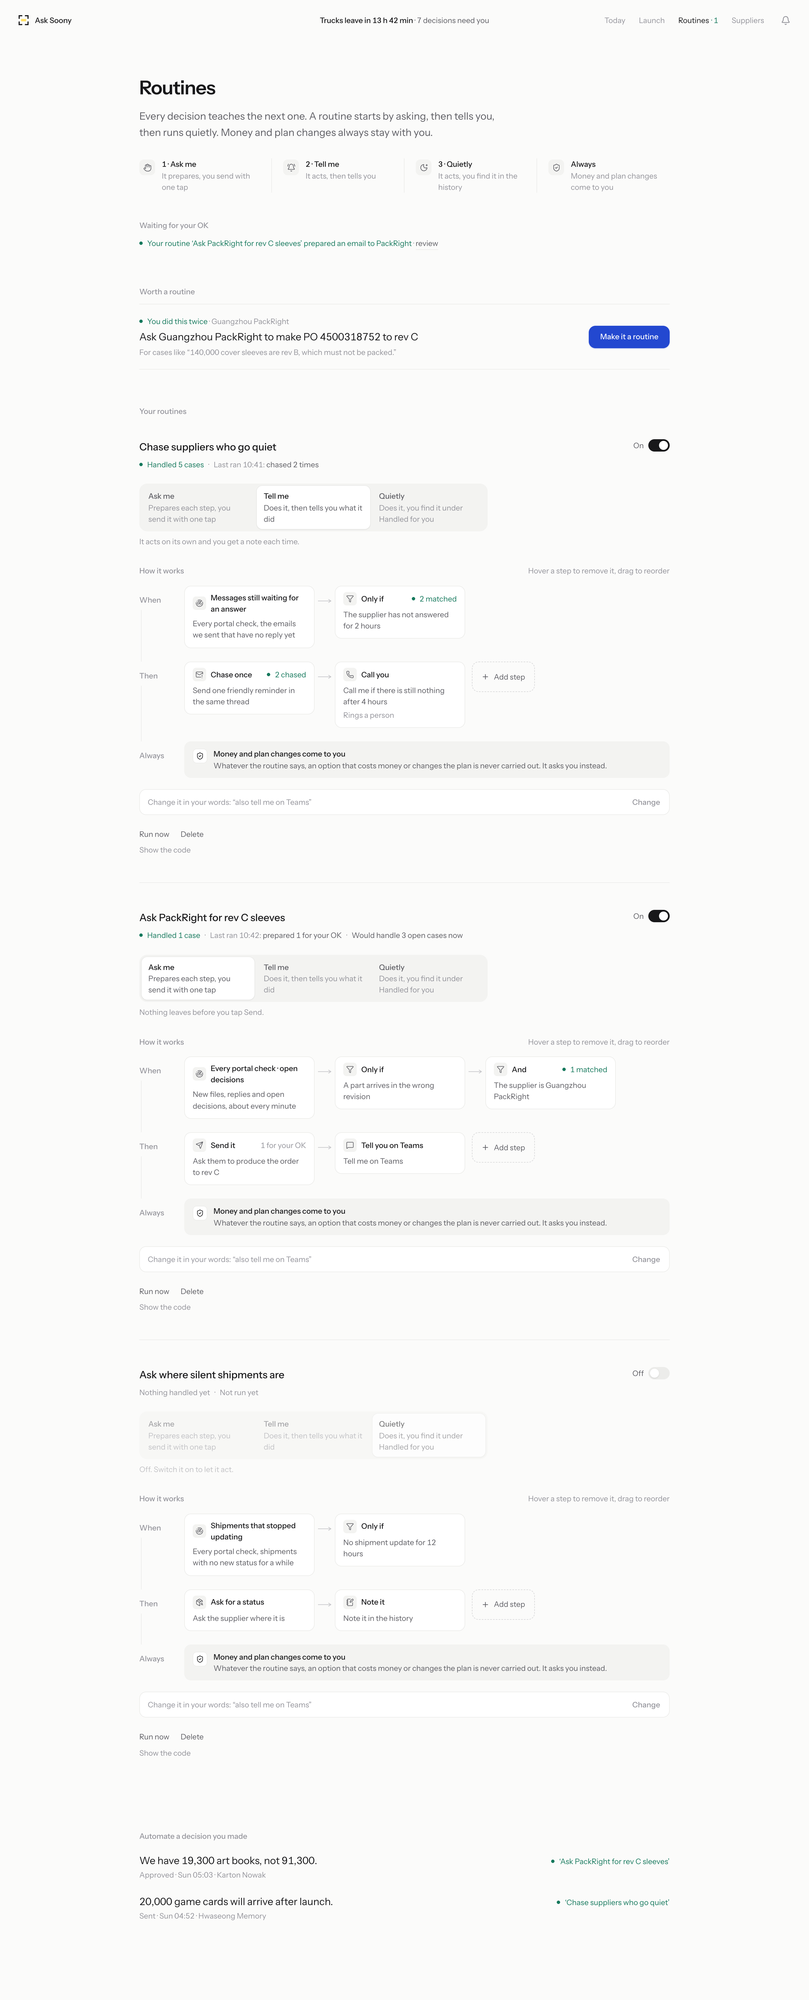 Ask Soony
Trucks leave in 13 h 42 min · 7 decisions need you
Today Launch Routines · 1 Suppliers
Routines
Every decision teaches the next one. A routine starts by asking, then tells you,
then runs quietly. Money and plan changes always stay with you.
1 · Ask me
It prepares, you send with
one tap
2 · Tell me
It acts, then tells you
3 · Quietly
It acts, you find it in the
history
Always
Money and plan changes
come to you
Waiting for your OK
Your routine ‘Ask PackRight for rev C sleeves’ prepared an email to PackRight · review
Worth a routine
You did this twice · Guangzhou PackRight
Ask Guangzhou PackRight to make PO 4500318752 to rev C
For cases like “140,000 cover sleeves are rev B, which must not be packed.”
Make it a routine
Your routines
Chase suppliers who go quiet
On
Handled 5 cases · Last ran 10:41: chased 2 times
Ask me
Prepares each step, you
send it with one tap
Tell me
Does it, then tells you what it
did
Quietly
Does it, you find it under
Handled for you
It acts on its own and you get a note each time.
How it works
Hover a step to remove it, drag to reorder
When
Messages still waiting for
an answer
Every portal check, the emails
we sent that have no reply yet
Only if
2 matched
The supplier has not answered
for 2 hours
Then
Chase once
2 chased
Send one friendly reminder in
the same thread
Call you
Call me if there is still nothing
after 4 hours
Rings a person
+ Add step
Always
Money and plan changes come to you
Whatever the routine says, an option that costs money or changes the plan is never carried out. It asks you instead.
Change it in your words: “also tell me on Teams”
Change
Run now Delete
Show the code
Ask PackRight for rev C sleeves
On
Handled 1 case · Last ran 10:42: prepared 1 for your OK · Would handle 3 open cases now
Ask me
Prepares each step, you
send it with one tap
Tell me
Does it, then tells you what it
did
Quietly
Does it, you find it under
Handled for you
Nothing leaves before you tap Send.
How it works
Hover a step to remove it, drag to reorder
When
Every portal check · open
decisions
New files, replies and open
decisions, about every minute
Only if
A part arrives in the wrong
revision
And
1 matched
The supplier is Guangzhou
PackRight
Then
Send it
1 for your OK
Ask them to produce the order
to rev C
Tell you on Teams
Tell me on Teams
+ Add step
Always
Money and plan changes come to you
Whatever the routine says, an option that costs money or changes the plan is never carried out. It asks you instead.
Change it in your words: “also tell me on Teams”
Change
Run now Delete
Show the code
Ask where silent shipments are
Off
Nothing handled yet · Not run yet
Ask me
Prepares each step, you
send it with one tap
Tell me
Does it, then tells you what it
did
Quietly
Does it, you find it under
Handled for you
Off. Switch it on to let it act.
How it works
Hover a step to remove it, drag to reorder
When
Shipments that stopped
updating
Every portal check, shipments
with no new status for a while
Only if
No shipment update for 12
hours
Then
Ask for a status
Ask the supplier where it is
Note it
Note it in the history
+ Add step
Always
Money and plan changes come to you
Whatever the routine says, an option that costs money or changes the plan is never carried out. It asks you instead.
Change it in your words: “also tell me on Teams”
Change
Run now Delete
Show the code
Automate a decision you made
We have 19,300 art books, not 91,300.
Approved · Sun 05:03 · Karton Nowak
‘Ask PackRight for rev C sleeves’
20,000 game cards will arrive after launch.
Sent · Sun 04:52 · Hwaseong Memory
‘Chase suppliers who go quiet’